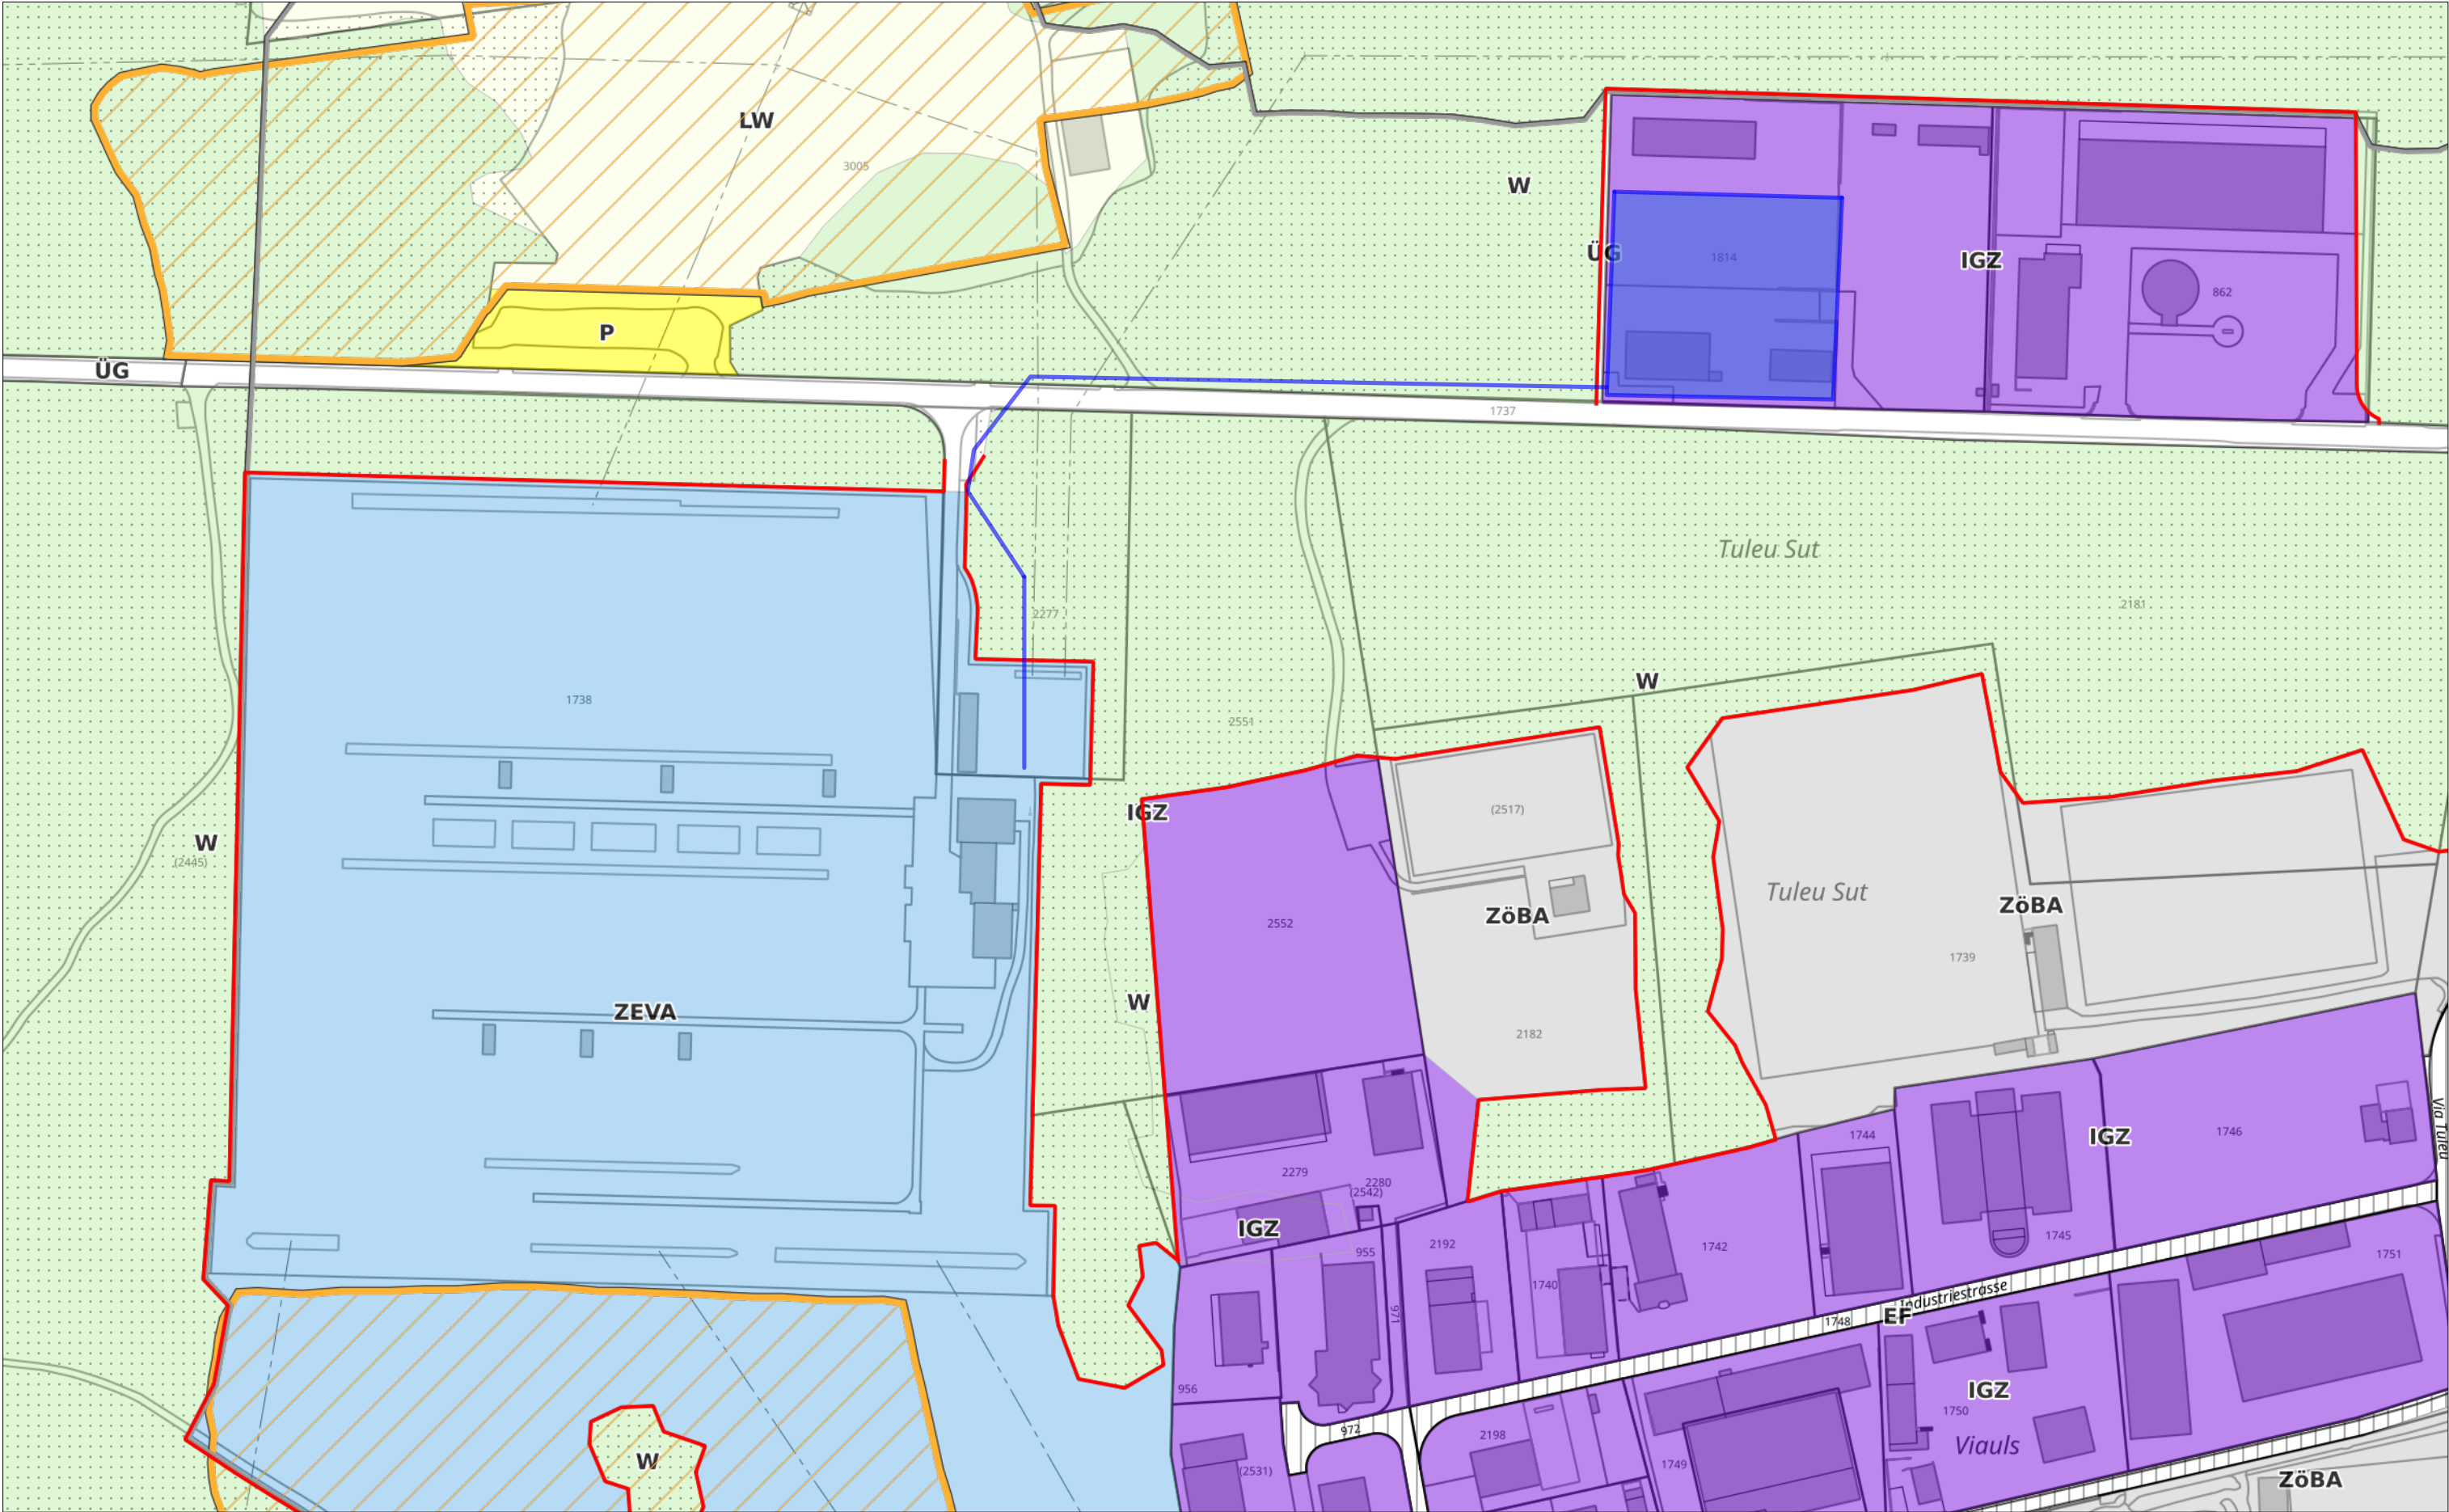 LW
3005
W
ÜG
1814
IGZ
862
P
ÜG
1737
Tuleu Sut
2181
2277
W
1738
2551
IGZ
(2517)
W
(2445)
Tuleu Sut
ZöBA
ZöBA
2552
1739
W
ZEVA
2182
Via Tuleu
1744
IGZ
1746
2279
2280
(2542)
IGZ
955
2192
1742
1745
1751
1740
971
Industriestrasse
EF
1748
956
IGZ
1750
972
2198
Viauls
W
(2531)
1749
ZöBA